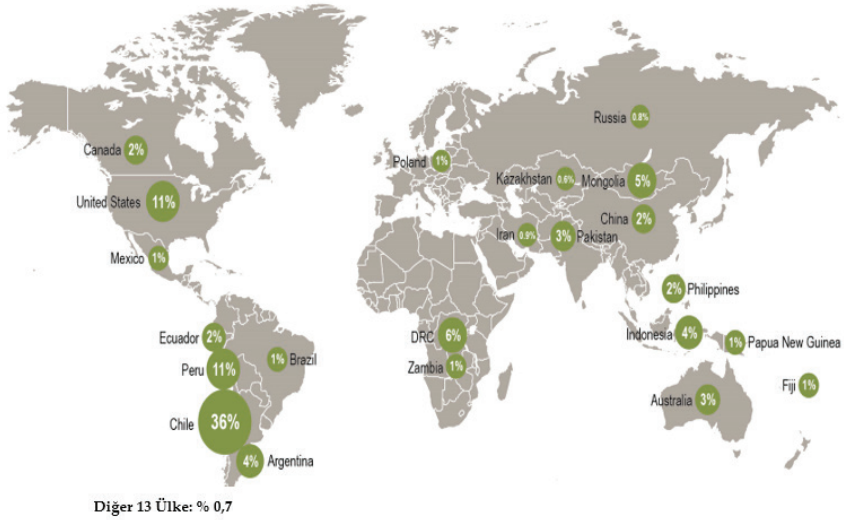 Russia 0.8%
Canada 2%
Poland 1%
Kazakhstan 0.6%
Mongolia 5%
United States 11%
China 2%
Iran 0.9%
3% Pakistan
Mexico 1%
2% Philippines
Ecuador 2%
DRC 6%
Indonesia 4%
1% Papua New Guinea
1% Brazil
Peru 11%
Zambia 1%
Fiji 1%
Australia 3%
Chile 36%
4% Argentina
Diğer 13 Ülke: % 0,7